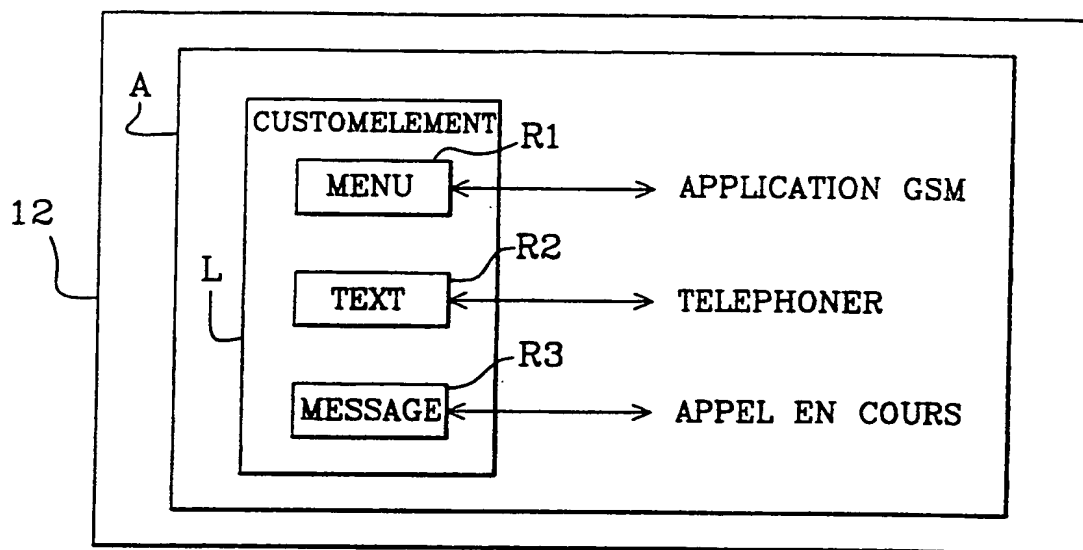 A
CUSTOMELEMENT
R1
MENU
APPLICATION GSM
12
L
R2
TEXT
TELEPHONER
R3
MESSAGE
APPEL EN COURS